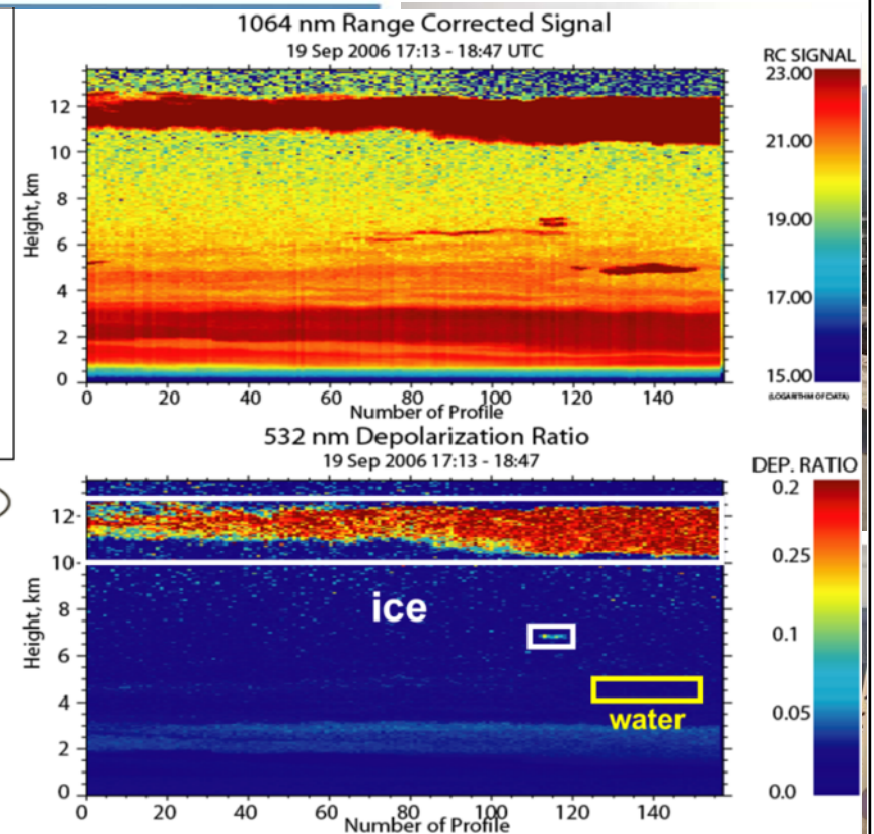 1064 nm Range Corrected Signal
19 Sep 2006 17:13 - 18:47 UTC
RC SIGNAL
23.00
21.00
19.00
17.00
15.00
(LOGARITHM OF DATA)
Height, km
12
10
8
6
4
2
0
0 20 40 60 80 100 120 140
Number of Profile
532 nm Depolarization Ratio
19 Sep 2006 17:13 - 18:47
DEP. RATIO
0.2
0.25
0.1
0.05
0.0
Height, km
12
10
8
6
4
2
0
ice
water
0 20 40 60 80 100 120 140
Number of Profile